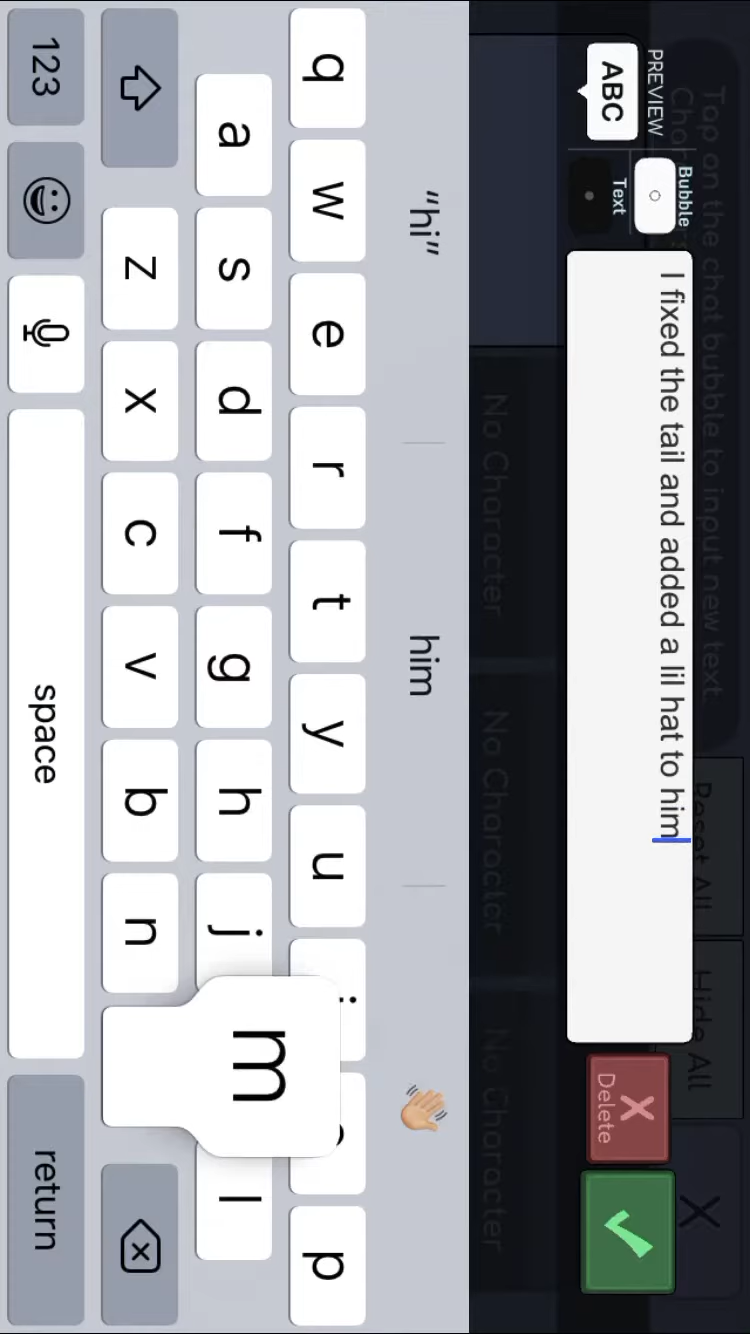 Tap on the chat bubble to input new text.
Reset All
Hide All
X
PREVIEW
ABC
Bubble
Text
I fixed the tail and added a lil hat to him
X
Delete
No Character
No Character
No Character
“hi”
him
👋🏼
q w e r t y u i p
a s d f g h j l
m
z x c v b n
123
space
return